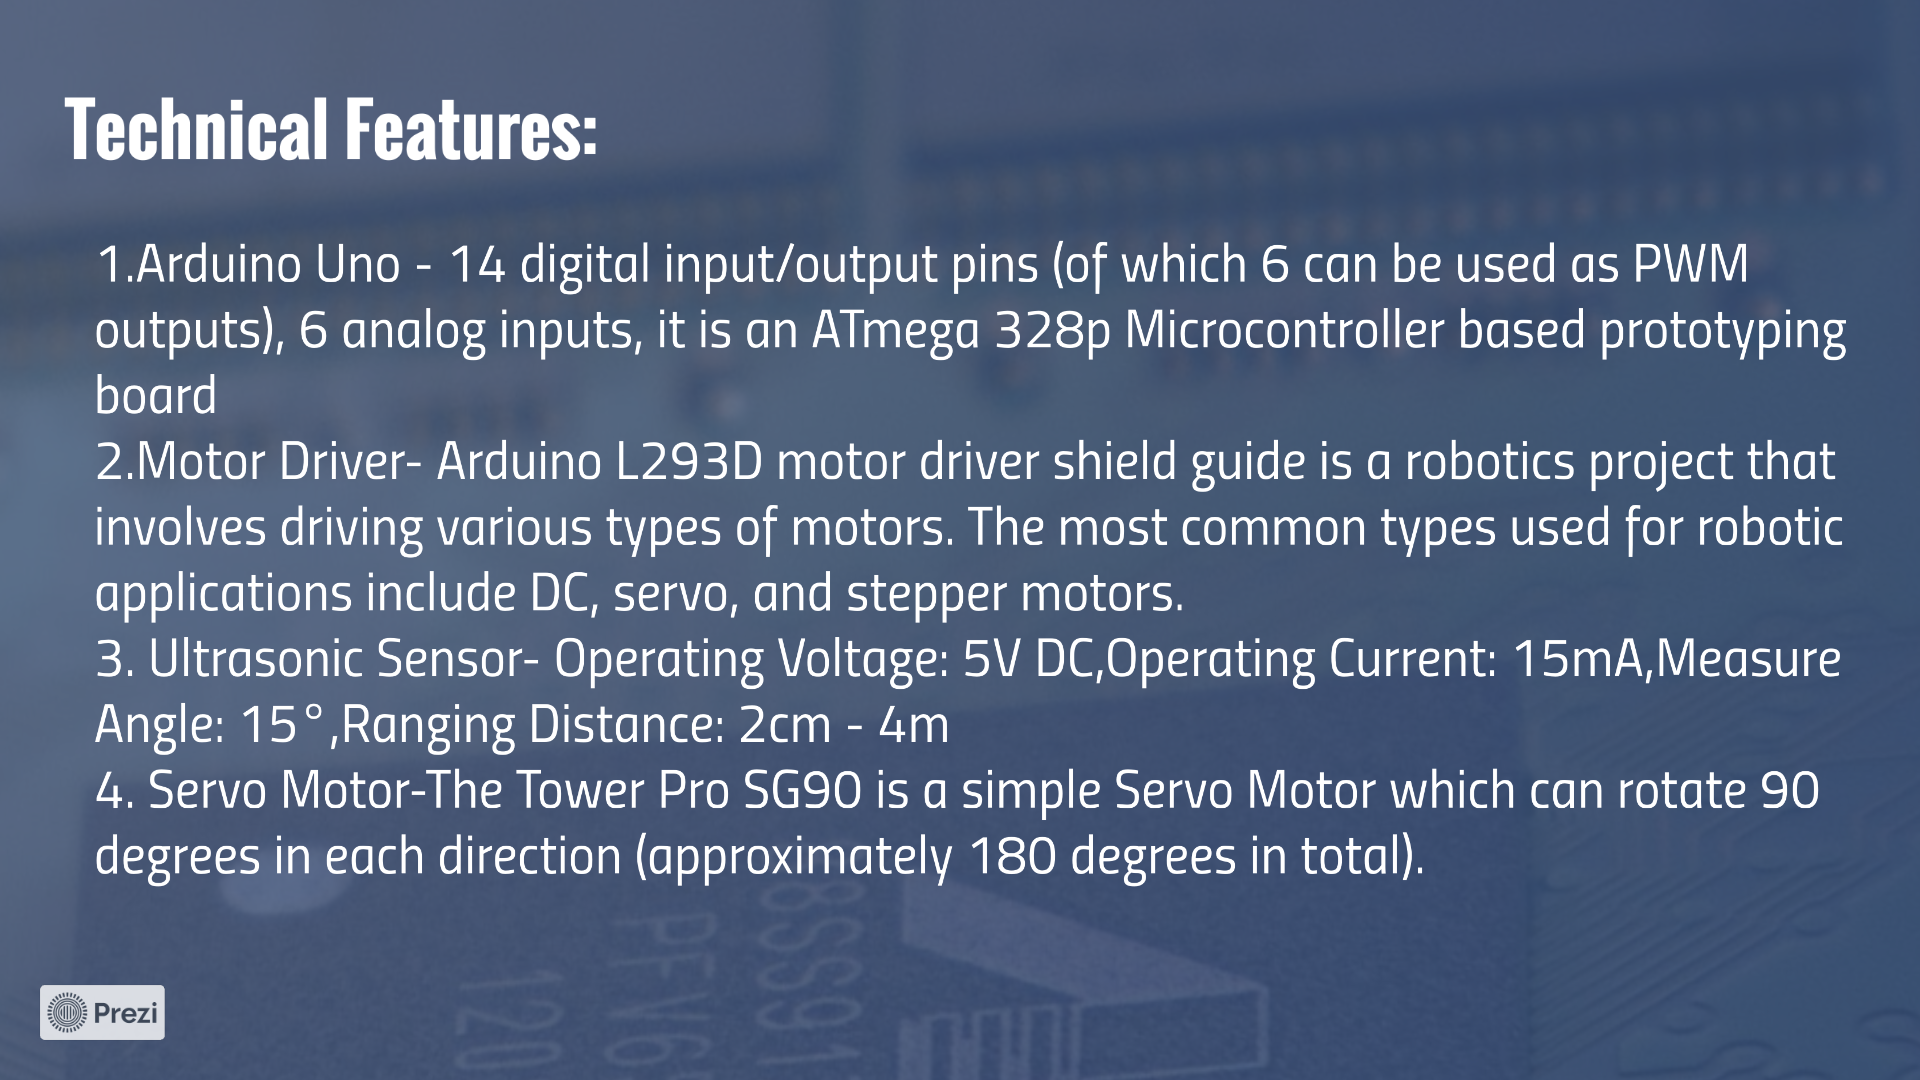 Technical Features:
1.Arduino Uno - 14 digital input/output pins (of which 6 can be used as PWM
outputs), 6 analog inputs, it is an ATmega 328p Microcontroller based prototyping
board
2.Motor Driver- Arduino L293D motor driver shield guide is a robotics project that
involves driving various types of motors. The most common types used for robotic
applications include DC, servo, and stepper motors.
3. Ultrasonic Sensor- Operating Voltage: 5V DC,Operating Current: 15mA,Measure
Angle: 15°,Ranging Distance: 2cm - 4m
4. Servo Motor-The Tower Pro SG90 is a simple Servo Motor which can rotate 90
degrees in each direction (approximately 180 degrees in total).
Prezi